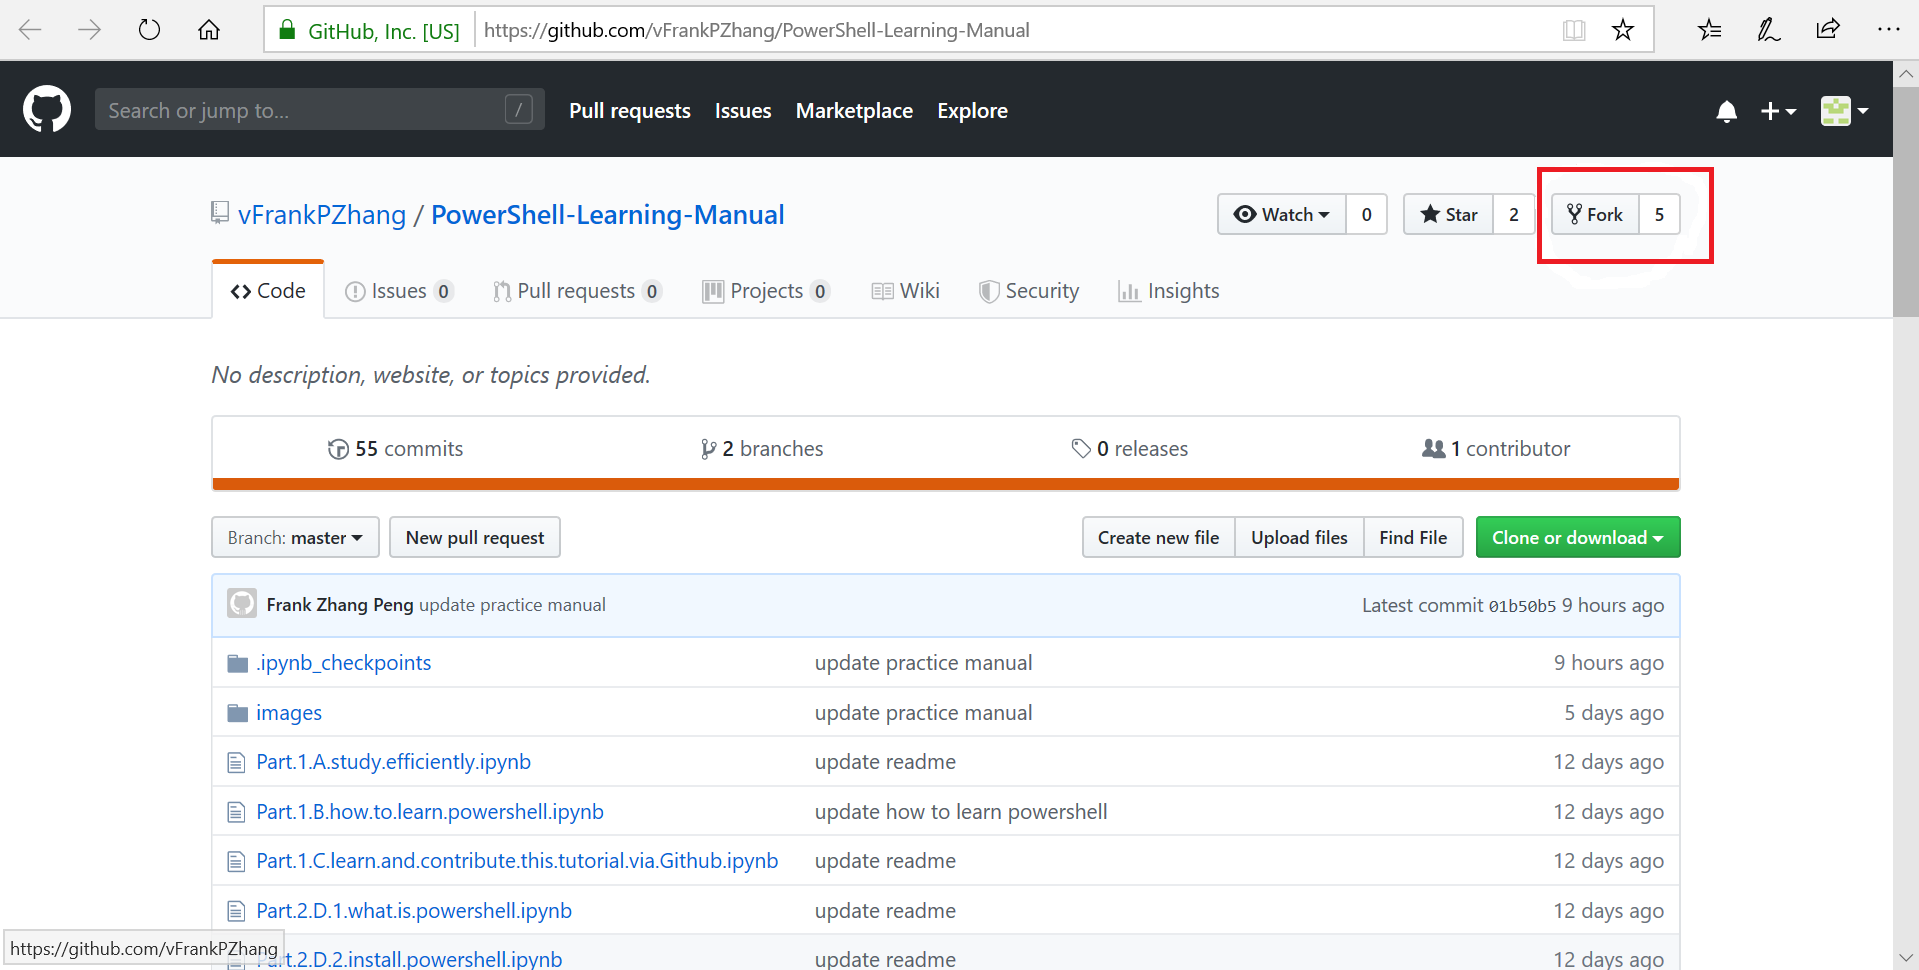 GitHub, Inc. [US] https://github.com/vFrankPZhang/PowerShell-Learning-Manual
Search or jump to... / Pull requests Issues Marketplace Explore
vFrankPZhang / PowerShell-Learning-Manual Watch 0 Star 2 Fork 5
Code Issues 0 Pull requests 0 Projects 0 Wiki Security Insights
No description, website, or topics provided.
55 commits 2 branches 0 releases 1 contributor
Branch: master New pull request Create new file Upload files Find File Clone or download
Frank Zhang Peng update practice manual Latest commit 01b50b5 9 hours ago
.ipynb_checkpoints update practice manual 9 hours ago
images update practice manual 5 days ago
Part.1.A.study.efficiently.ipynb update readme 12 days ago
Part.1.B.how.to.learn.powershell.ipynb update how to learn powershell 12 days ago
Part.1.C.learn.and.contribute.this.tutorial.via.Github.ipynb update readme 12 days ago
Part.2.D.1.what.is.powershell.ipynb update readme 12 days ago
https://github.com/vFrankPZhang
rt.2.D.2.install.powershell.ipynb update readme 12 days ago